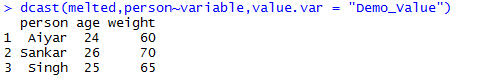 > dcast(melted,person~variable,value.var = "Demo_Value")
  person age weight
1  Aiyar  24     60
2 Sankar  26     70
3  Singh  25     65